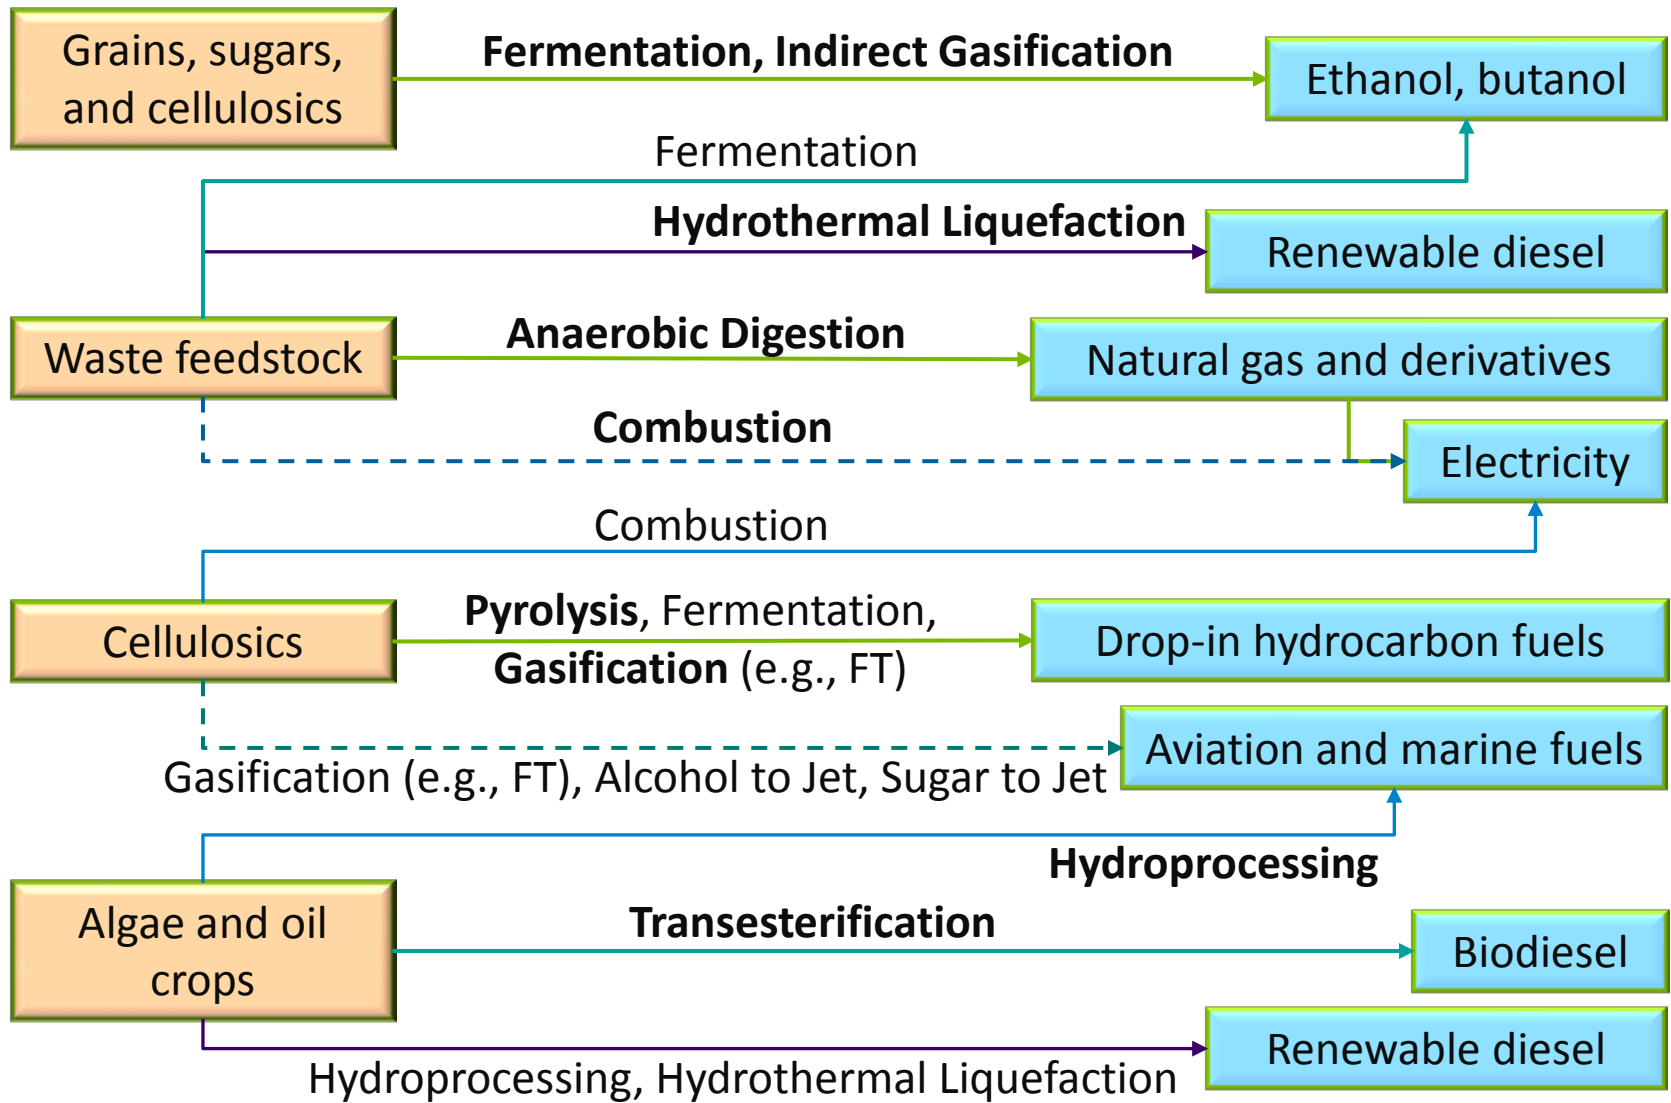 Grains, sugars,
and cellulosics
Fermentation, Indirect Gasification
Ethanol, butanol
Fermentation
Hydrothermal Liquefaction
Renewable diesel
Waste feedstock
Anaerobic Digestion
Natural gas and derivatives
Combustion
Electricity
Combustion
Cellulosics
Pyrolysis, Fermentation,
Gasification (e.g., FT)
Drop-in hydrocarbon fuels
Aviation and marine fuels
Gasification (e.g., FT), Alcohol to Jet, Sugar to Jet
Hydroprocessing
Algae and oil
crops
Transesterification
Biodiesel
Renewable diesel
Hydroprocessing, Hydrothermal Liquefaction